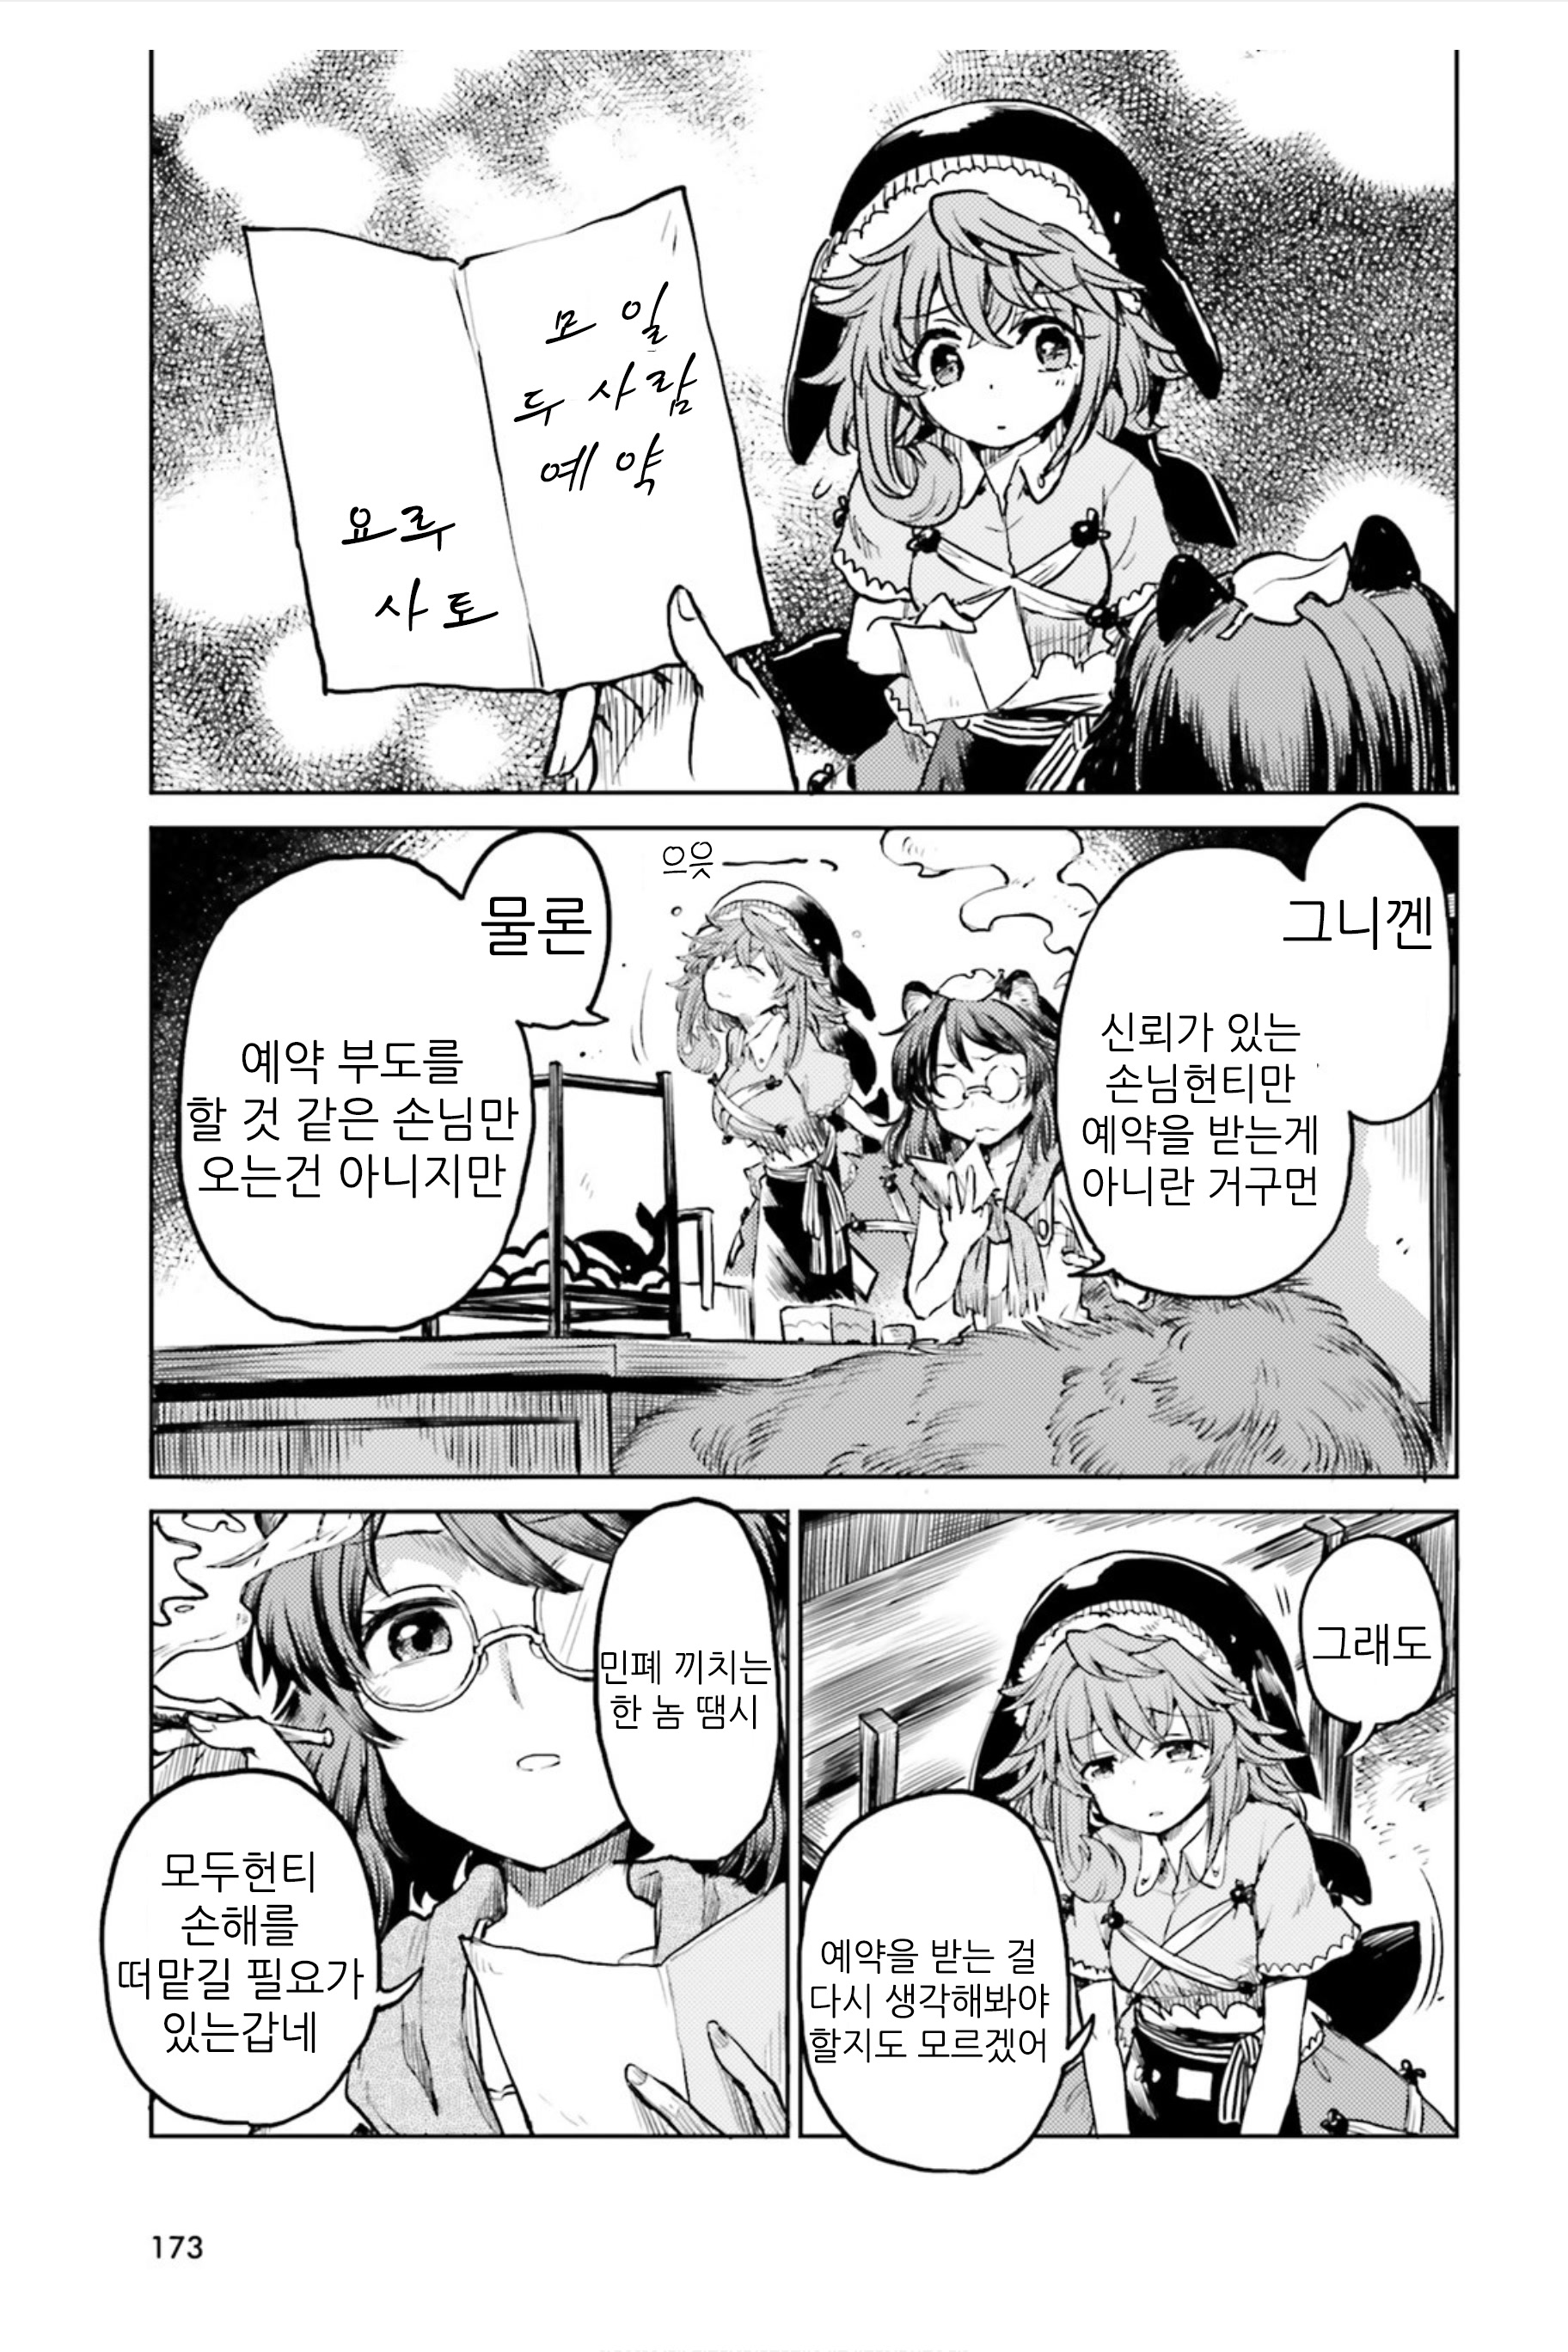 모일
두사람
예약
요루
사토
그니껜
신뢰가 있는
손님헌티만
예약을 받는게
아니란 거구먼
으읏
물론
예약 부도를
할 것 같은 손님만
오는건 아니지만
그래도
예약을 받는 걸
다시 생각해봐야
할지도 모르겠어
민폐 끼치는
한 놈 땜시
모두헌티
손해를
떠맡길 필요가
있는갑네
173